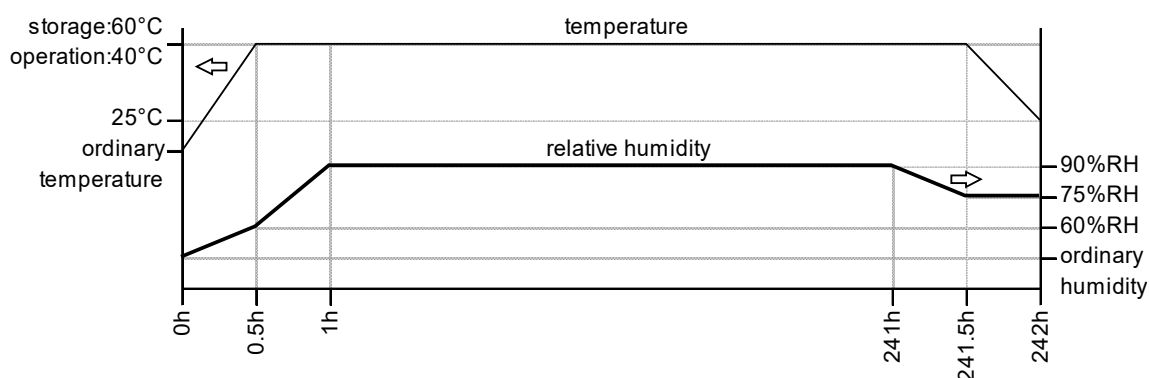 storage:60°C
operation:40°C
temperature
25°C
ordinary
temperature
relative humidity
90%RH
75%RH
60%RH
ordinary
humidity
0h
0.5h
1h
241h
241.5h
242h